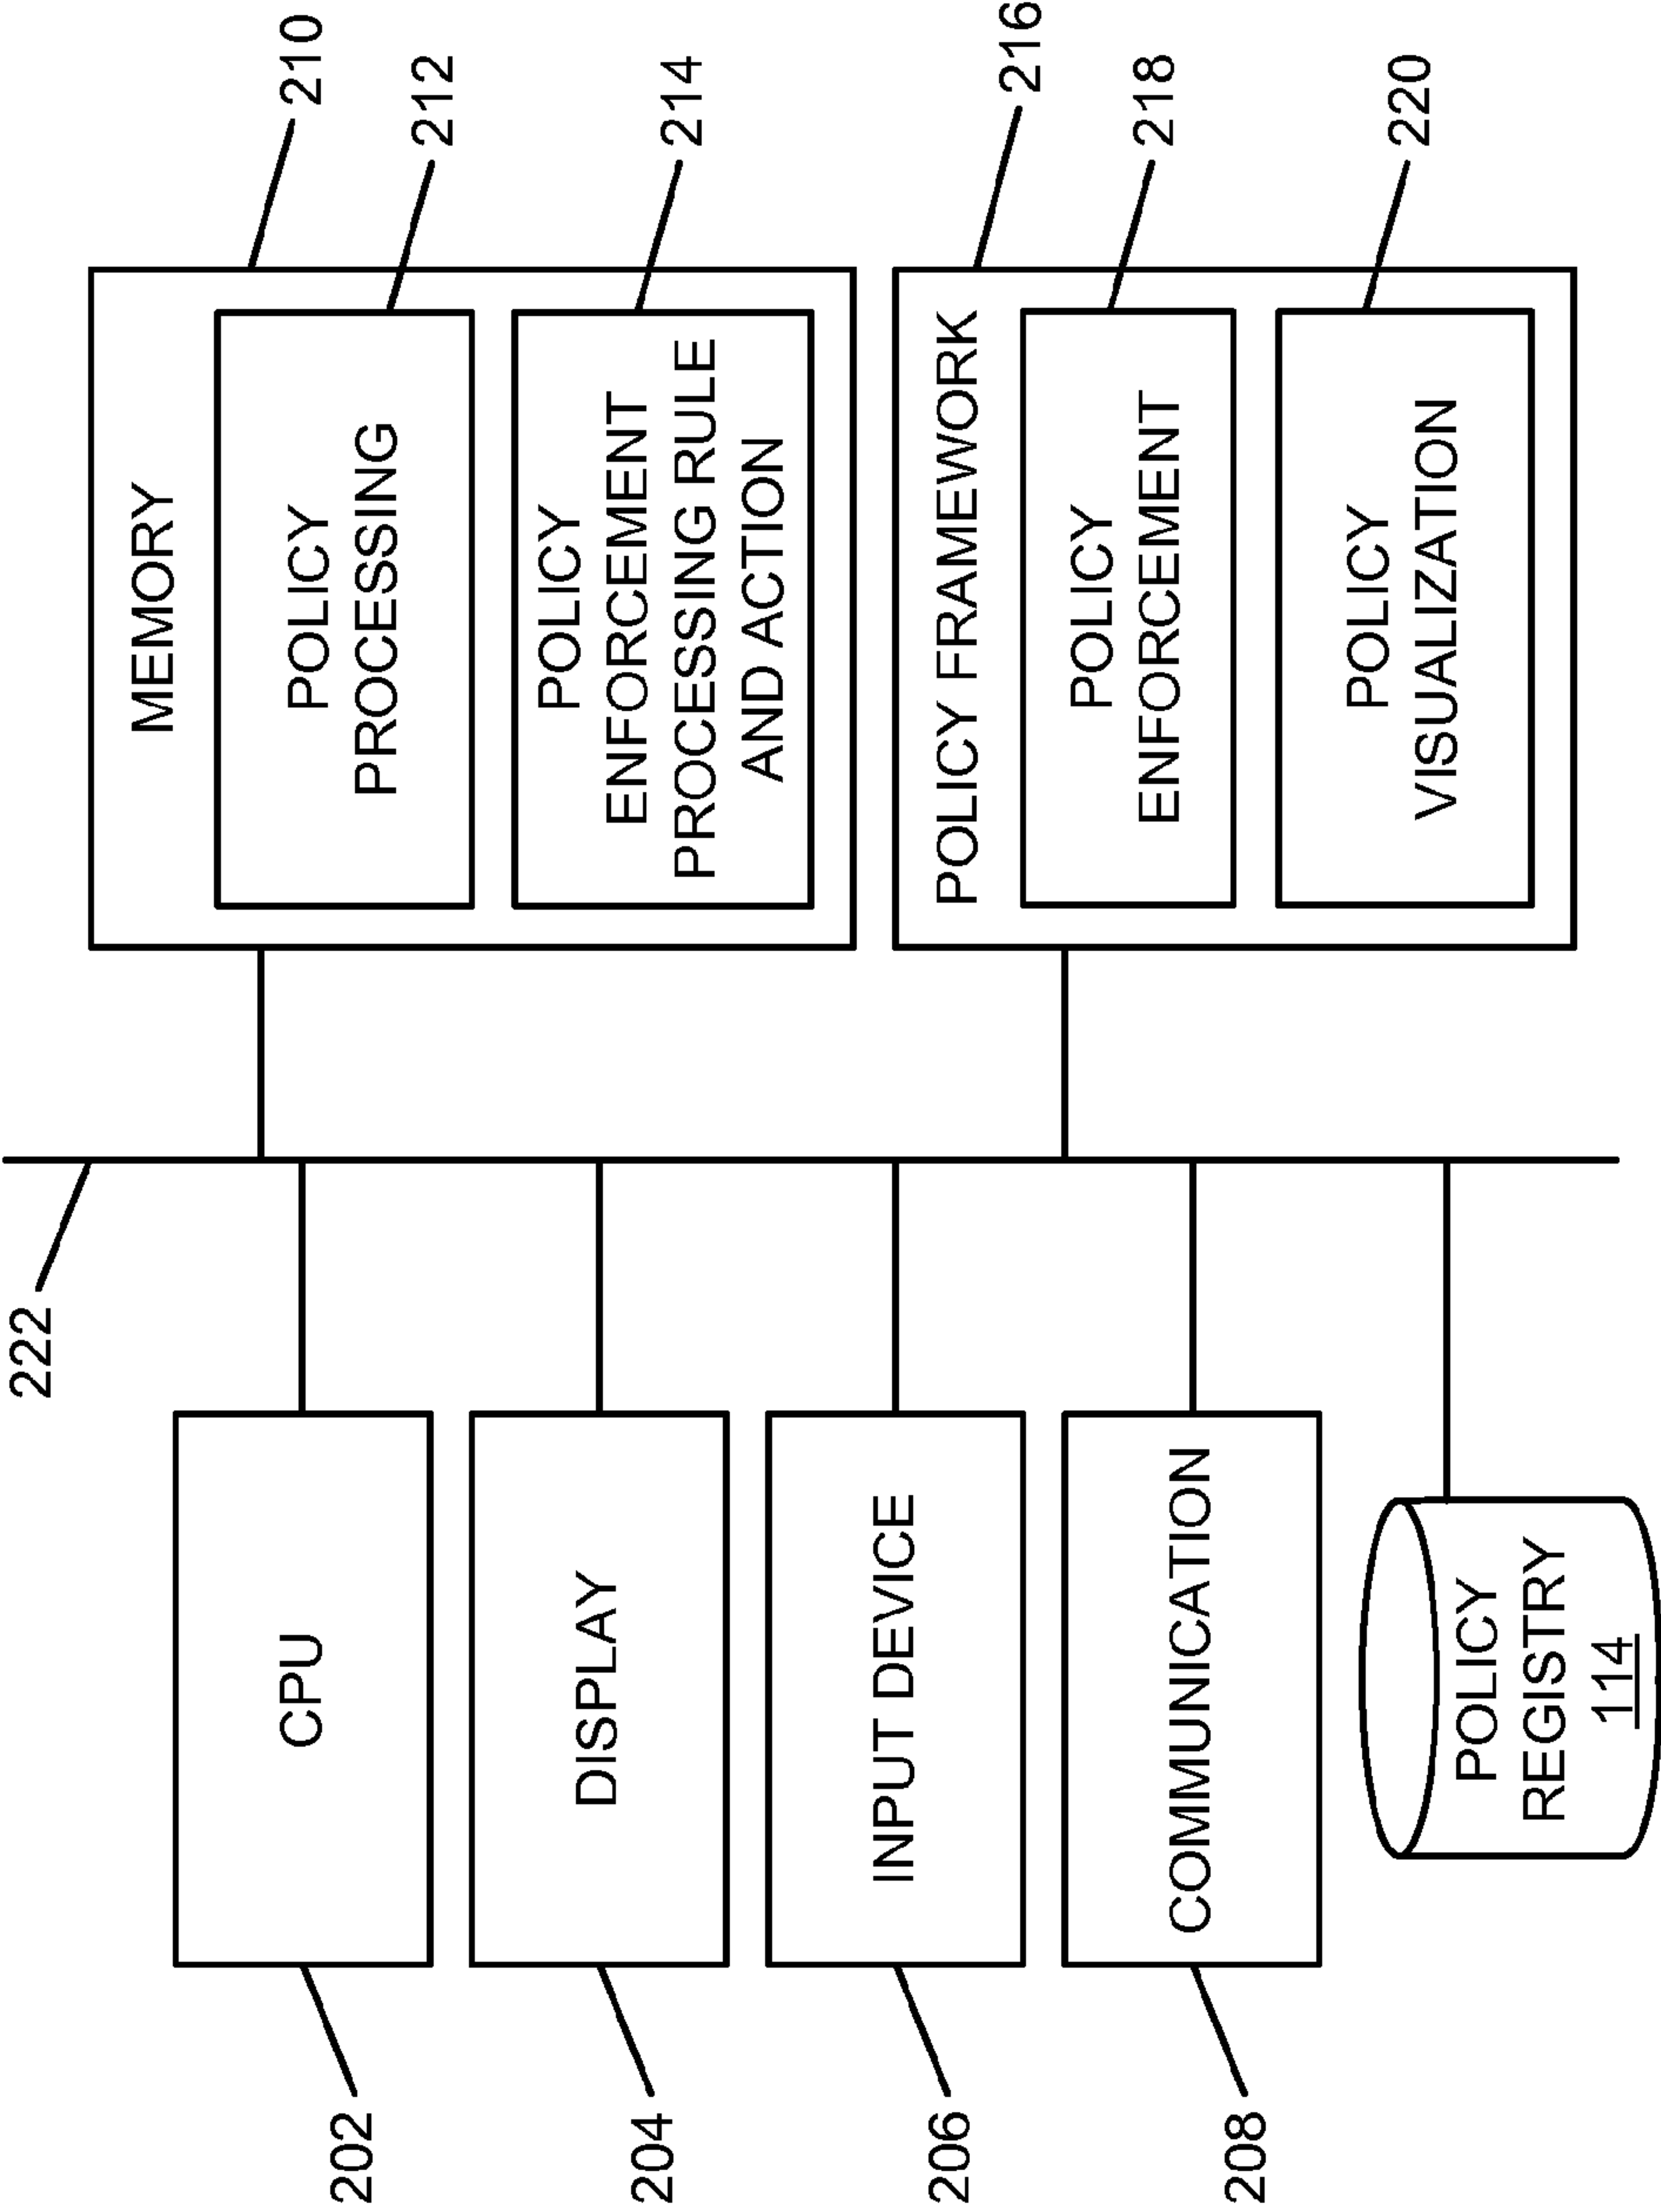 222
CPU
202
DISPLAY
204
INPUT DEVICE
206
COMMUNICATION
208
POLICY
REGISTRY
114
MEMORY
210
POLICY
PROCESSING
212
POLICY
ENFORCEMENT
PROCESSING RULE
AND ACTION
214
POLICY FRAMEWORK
216
POLICY
ENFORCEMENT
218
POLICY
VISUALIZATION
220